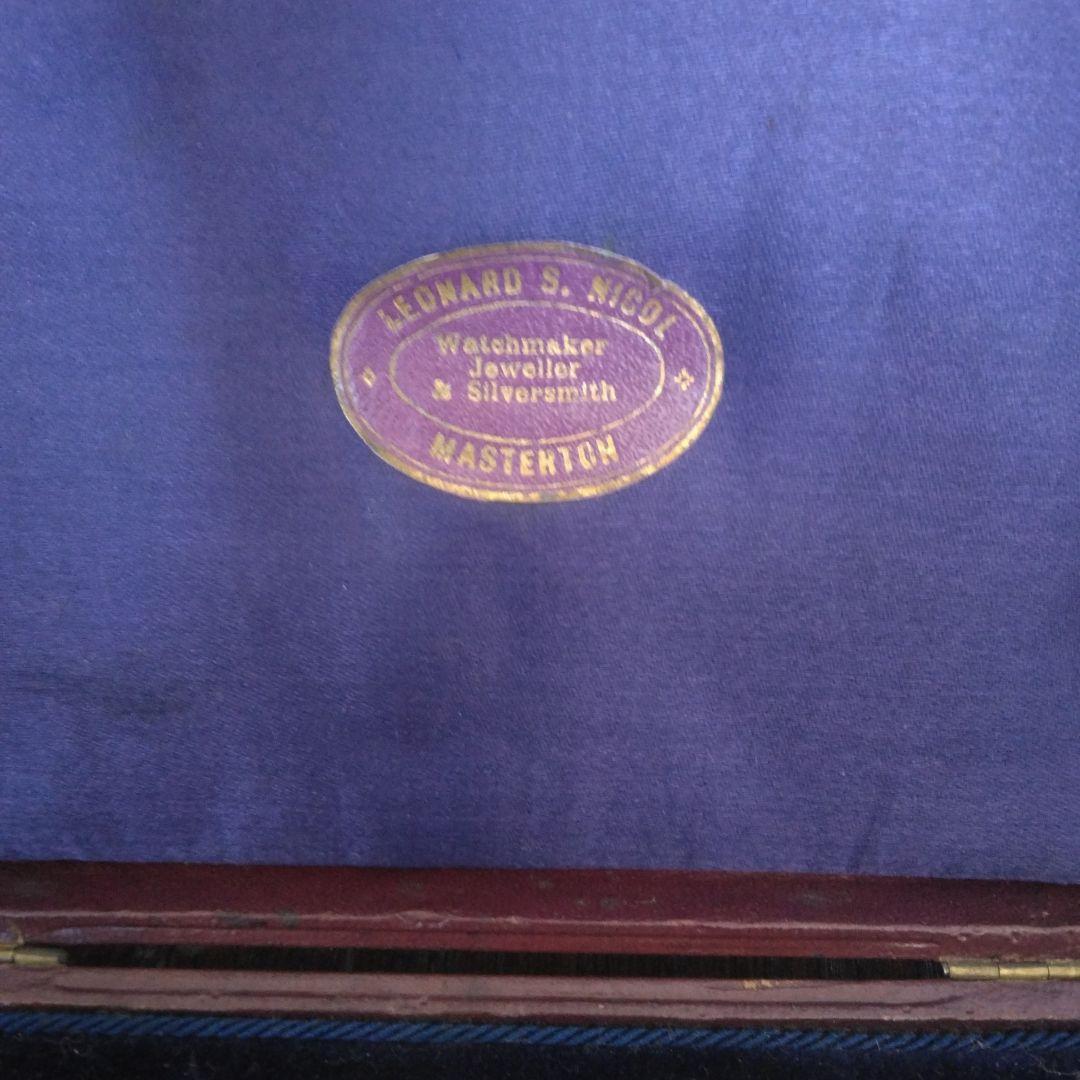 LEONARD S. NICOL
Watchmaker
Jeweller
& Silversmith
MASTERTON